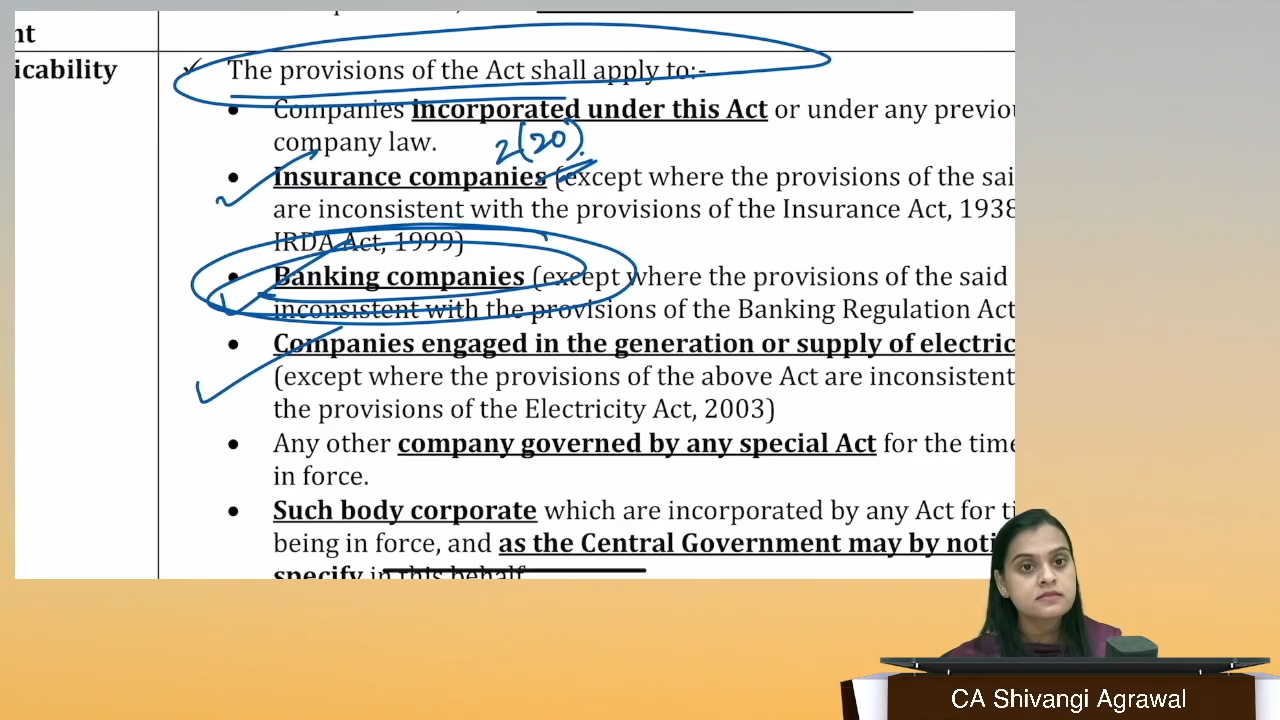 nt
icability
The provisions of the Act shall apply to:-
Companies incorporated under this Act or under any previou
company law.
2(20).
Insurance companies (except where the provisions of the sai
are inconsistent with the provisions of the Insurance Act, 1938
IRDA Act, 1999)
Banking companies (except where the provisions of the said
inconsistent with the provisions of the Banking Regulation Act
Companies engaged in the generation or supply of electric
(except where the provisions of the above Act are inconsistent
the provisions of the Electricity Act, 2003)
Any other company governed by any special Act for the time
in force.
Such body corporate which are incorporated by any Act for ti
being in force, and as the Central Government may by noti
specify in this behalf
CA Shivangi Agrawal